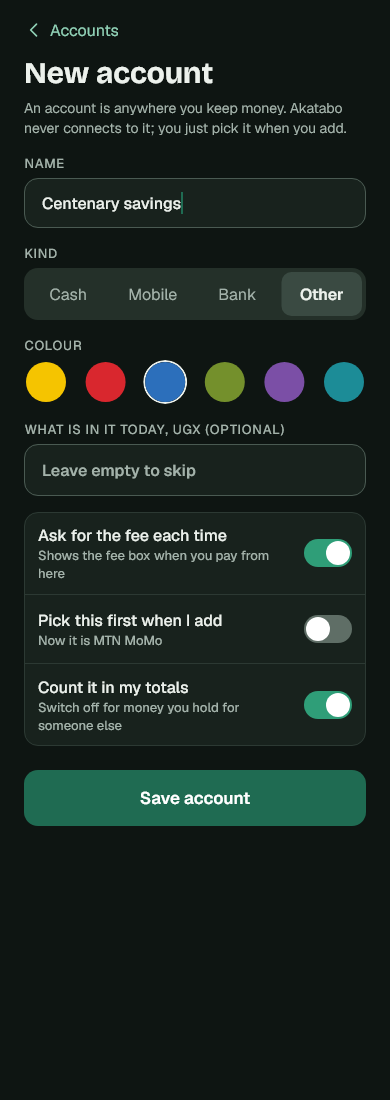 Accounts
New account
An account is anywhere you keep money. Akatabo
never connects to it; you just pick it when you add.
NAME
Centenary savings
KIND
Cash Mobile Bank Other
COLOUR
WHAT IS IN IT TODAY, UGX (OPTIONAL)
Leave empty to skip
Ask for the fee each time
Shows the fee box when you pay from
here
Pick this first when I add
Now it is MTN MoMo
Count it in my totals
Switch off for money you hold for
someone else
Save account